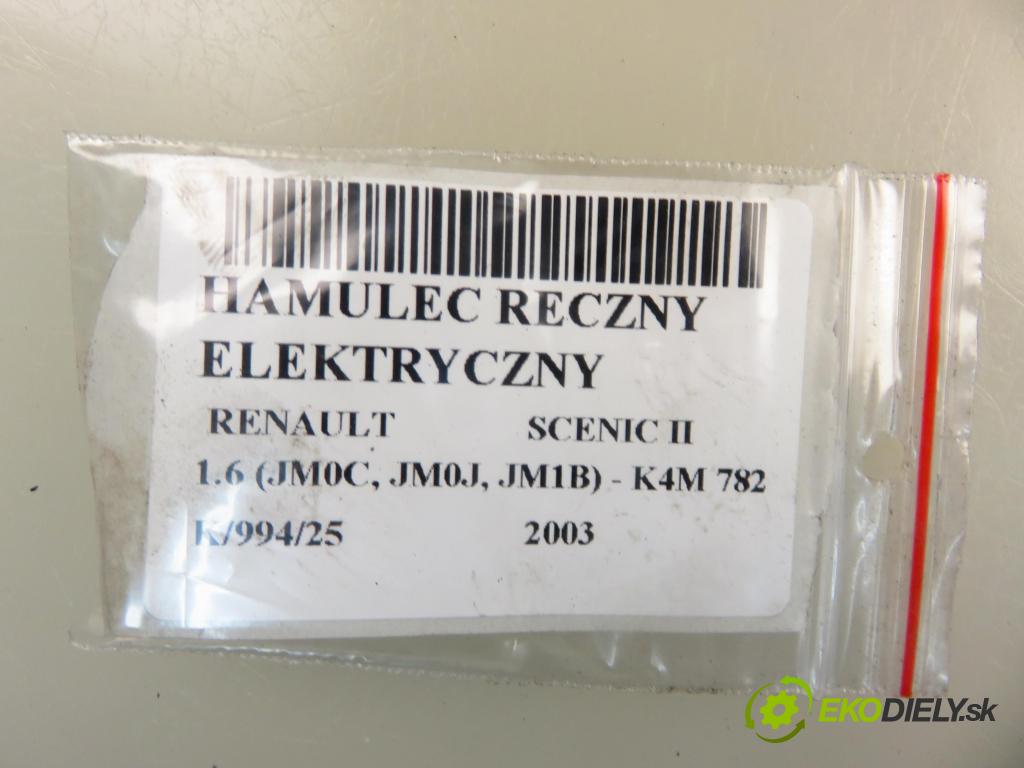 HAMULEC RECZNY
ELEKTRYCZNY
RENAULT SCENIC II
1.6 (JM0C, JM0J, JM1B) - K4M 782
K/994/25 2003
EKODIELY.sk